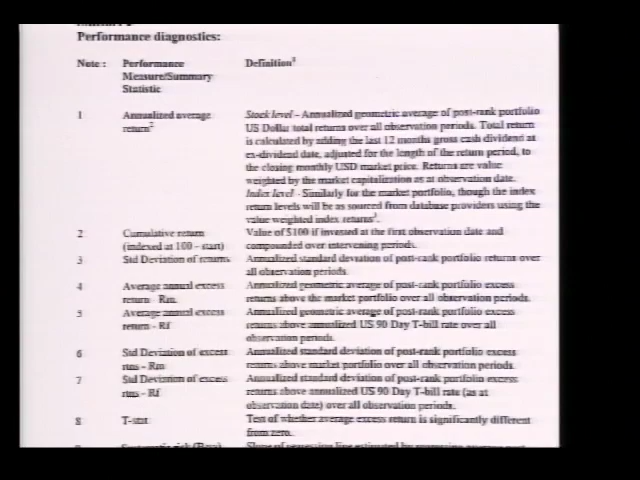 Performance diagnostics:
Note : Performance Measure/Summary Statistic Definition
1 Annualized average return² Stock level – Annualized geometric average of post-rank portfolio
US Dollar total returns over all observation periods. Total return
is calculated by adding the last 12 months gross cash dividend at
ex-dividend date, adjusted for the length of the return period, to
the closing monthly USD market price. Returns are value
weighted by the market capitalization as at observation date.
Index level - Similarly for the market portfolio, though the index
return levels will be as sourced from database providers using the
value weighted index returns³.
2 Cumulative return (indexed at 100 – start) Value of $100 if invested at the first observation date and
compounded over intervening periods.
3 Std Deviation of returns Annualized standard deviation of post-rank portfolio returns over
all observation periods.
4 Average annual excess return - Rm. Annualized geometric average of post-rank portfolio excess
returns above the market portfolio over all observation periods.
5 Average annual excess return - Rf Annualized geometric average of post-rank portfolio excess
returns above annualized US 90 Day T-bill rate over all
observation periods.
6 Std Deviation of excess rtns – Rm Annualized standard deviation of post-rank portfolio excess
returns above market portfolio over all observation periods.
7 Std Deviation of excess rtns - Rf Annualized standard deviation of post-rank portfolio excess
returns above annualized US 90 Day T-bill rate (as at
observation date) over all observation periods.
8 T-stat Test of whether average excess return is significantly different
from zero.